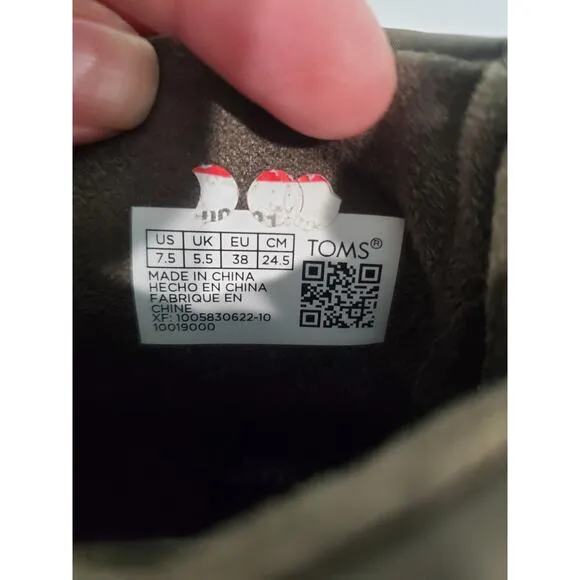 US UK EU CM
7.5 5.5 38 24.5
TOMS®
MADE IN CHINA
HECHO EN CHINA
FABRIQUE EN
CHINE
XF: 1005830622-10
10019000